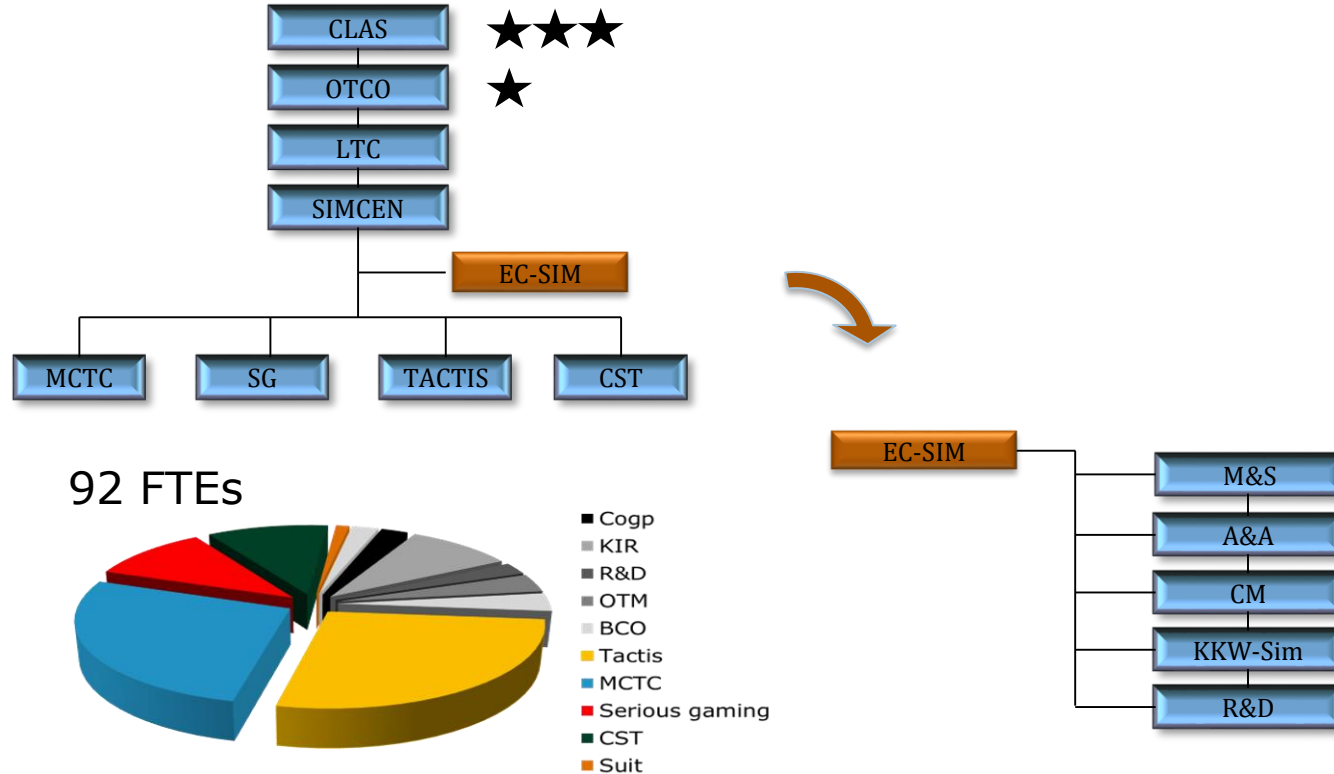 CLAS
OTCO
LTC
SIMCEN
EC-SIM
MCTC
SG
TACTIS
CST
EC-SIM
M&S
A&A
CM
KKW-Sim
R&D
92 FTEs
Cogp
KIR
R&D
OTM
BCO
Tactis
MCTC
Serious gaming
CST
Suit